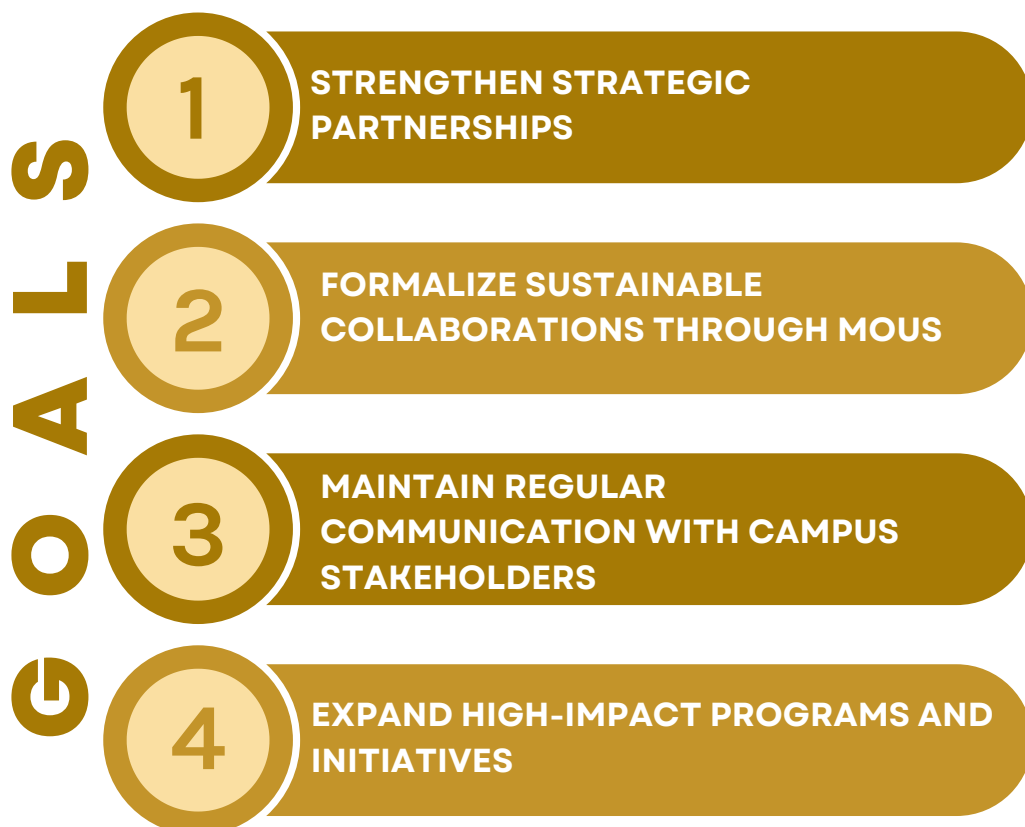 GOALS
1
STRENGTHEN STRATEGIC
PARTNERSHIPS
2
FORMALIZE SUSTAINABLE
COLLABORATIONS THROUGH MOUS
3
MAINTAIN REGULAR
COMMUNICATION WITH CAMPUS
STAKEHOLDERS
4
EXPAND HIGH-IMPACT PROGRAMS AND
INITIATIVES